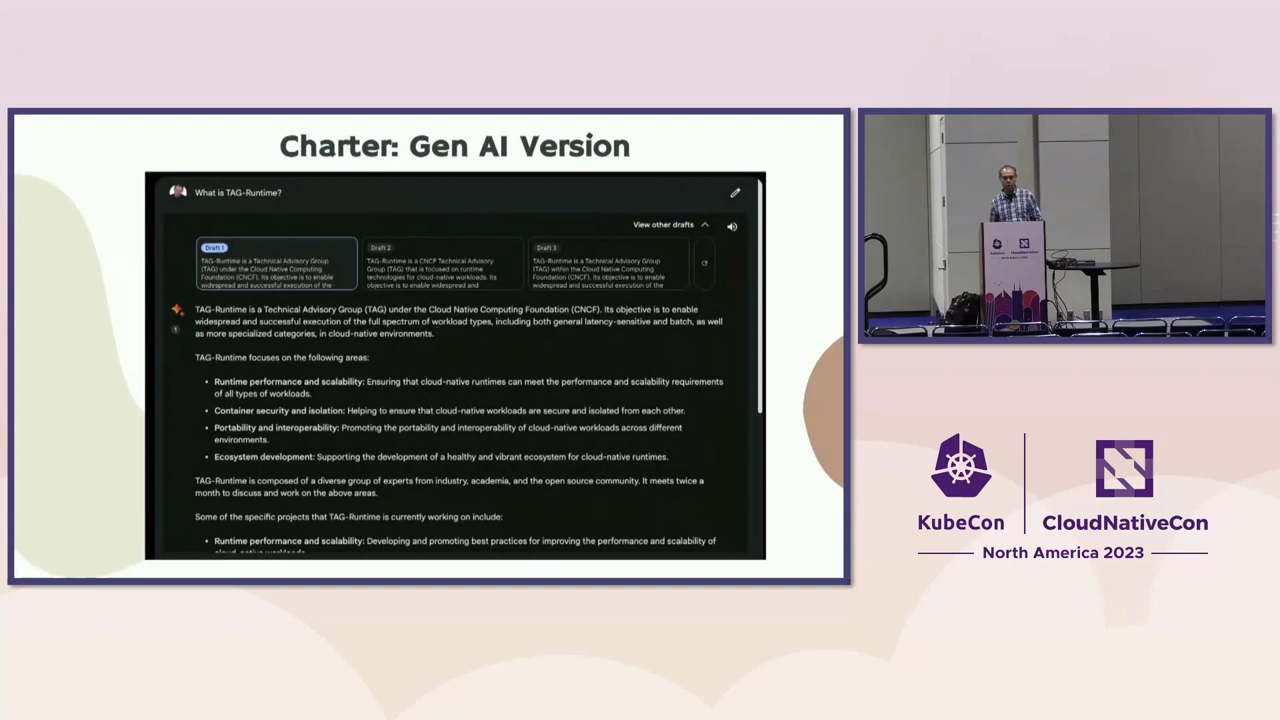 Charter: Gen AI Version
What is TAG-Runtime?
View other drafts
Draft 1
TAG-Runtime is a Technical Advisory Group
(TAG) under the Cloud Native Computing
Foundation (CNCF). Its objective is to enable
widespread and successful execution of the
Draft 2
TAG-Runtime is a CNCF Technical Advisory
Group (TAG) that is focused on runtime
technologies for cloud-native workloads. Its
objective is to enable widespread and
Draft 3
TAG-Runtime is a Technical Advisory Group
(TAG) within the Cloud Native Computing
Foundation (CNCF). Its objective is to enable
widespread and successful execution of the
TAG-Runtime is a Technical Advisory Group (TAG) under the Cloud Native Computing Foundation (CNCF). Its objective is to enable
widespread and successful execution of the full spectrum of workload types, including both general latency-sensitive and batch, as well
as more specialized categories, in cloud-native environments.
TAG-Runtime focuses on the following areas:
• Runtime performance and scalability: Ensuring that cloud-native runtimes can meet the performance and scalability requirements
of all types of workloads.
• Container security and isolation: Helping to ensure that cloud-native workloads are secure and isolated from each other.
• Portability and interoperability: Promoting the portability and interoperability of cloud-native workloads across different
environments.
• Ecosystem development: Supporting the development of a healthy and vibrant ecosystem for cloud-native runtimes.
TAG-Runtime is composed of a diverse group of experts from industry, academia, and the open source community. It meets twice a
month to discuss and work on the above areas.
Some of the specific projects that TAG-Runtime is currently working on include:
• Runtime performance and scalability: Developing and promoting best practices for improving the performance and scalability of
cloud-native workloads.
KubeCon
CloudNativeCon
North America 2023